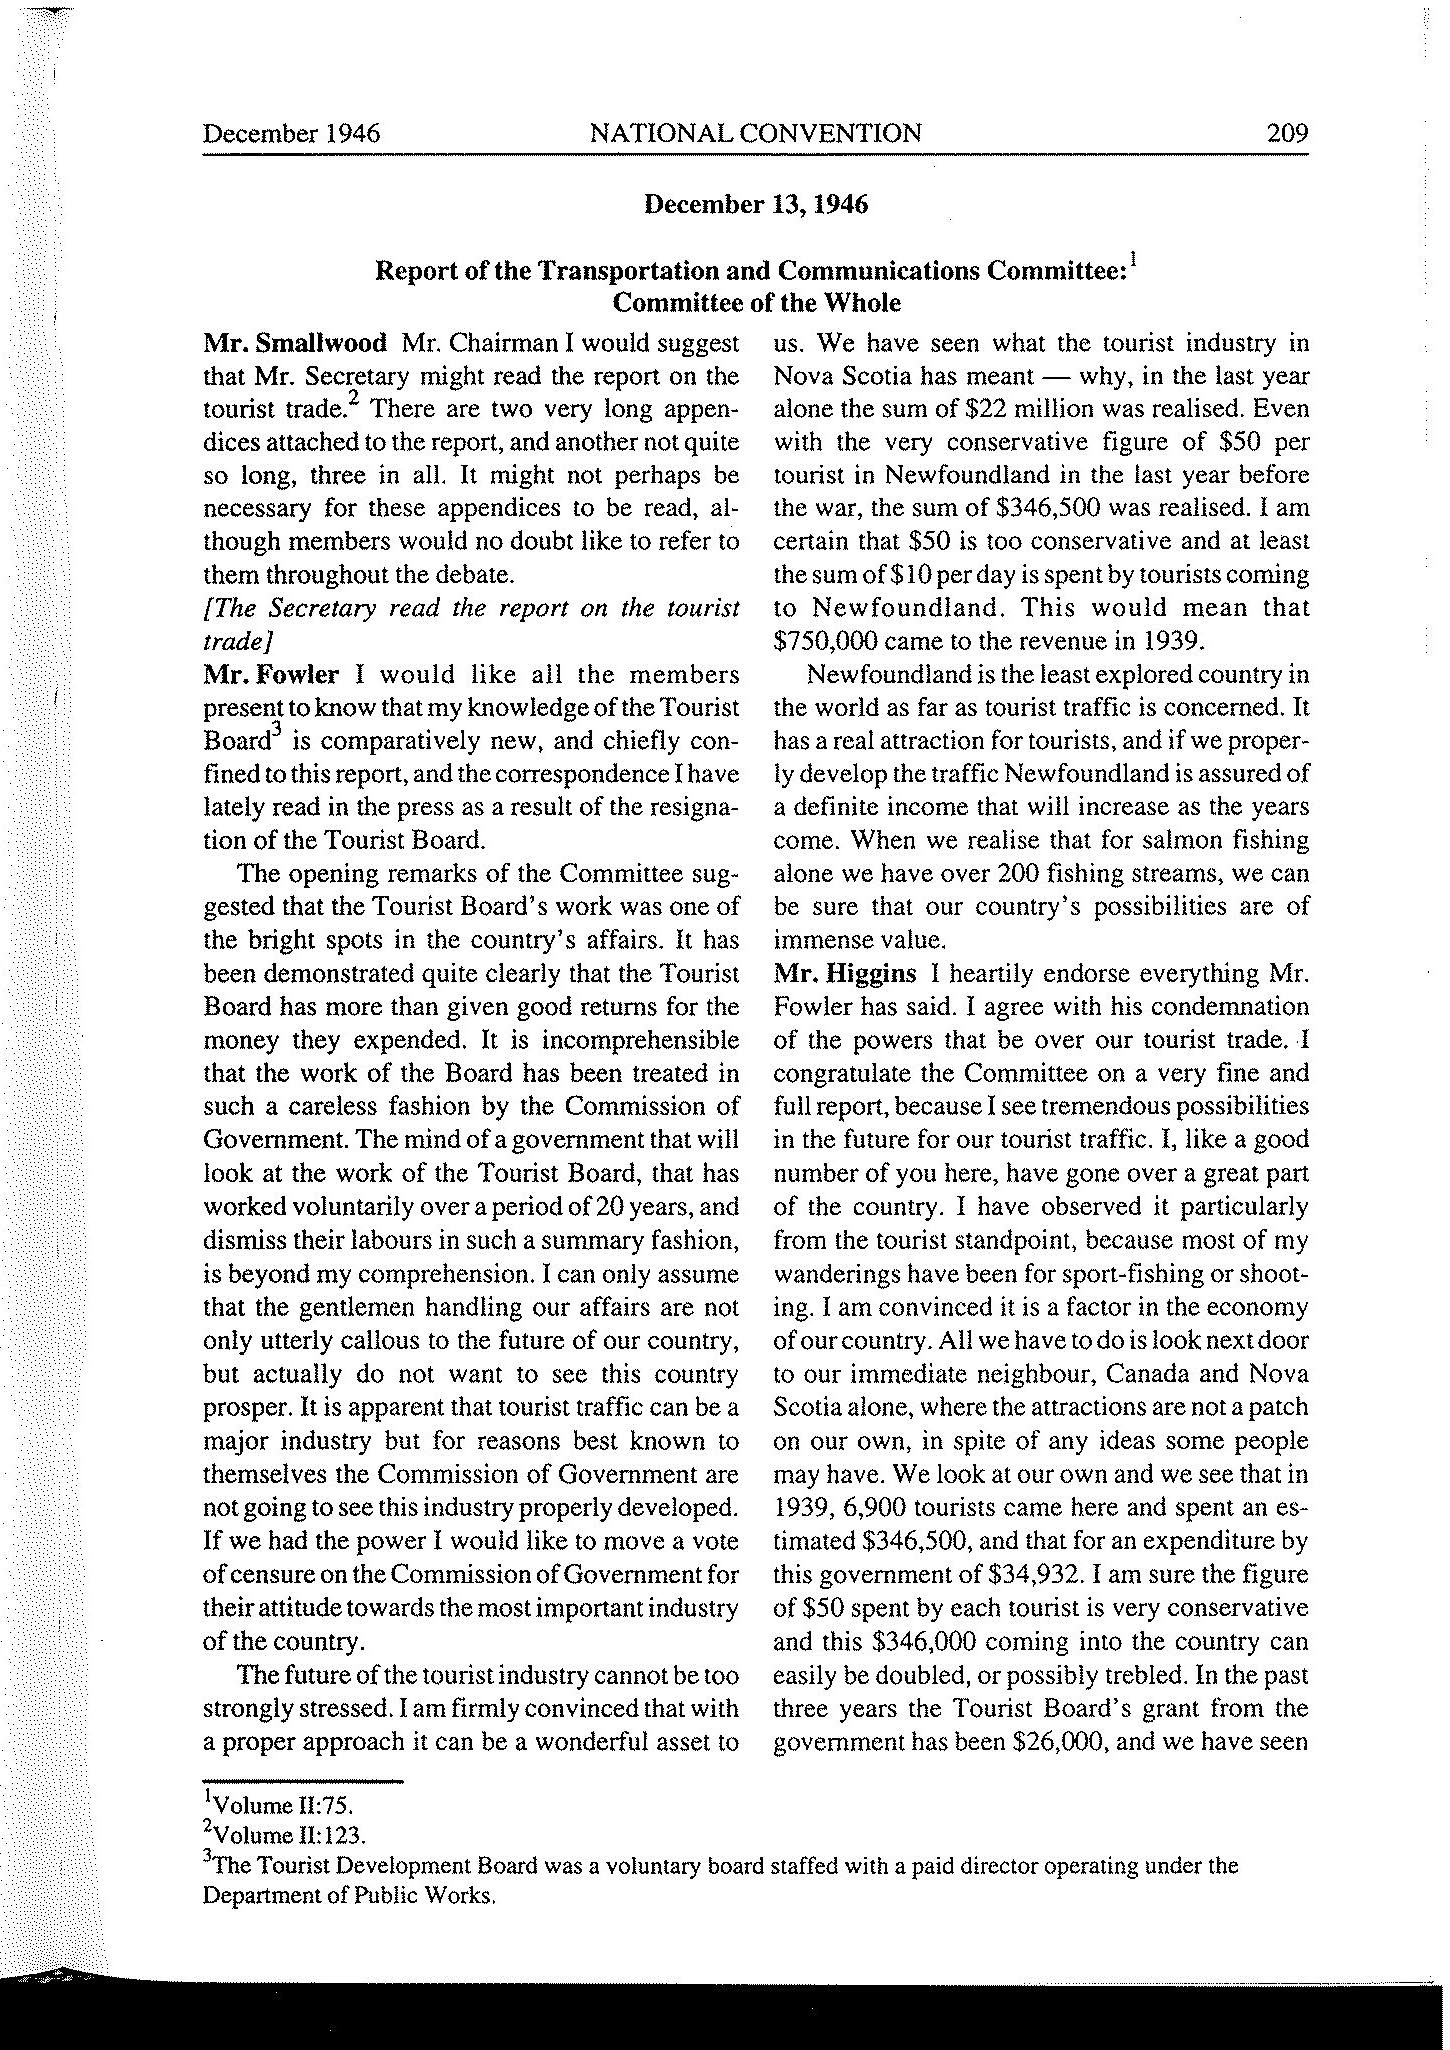 December 1946 NATIONAL CONVENTION 209
December 13, 1946
Report of the Transportation and Communications Committee:1
Committee of the Whole
Mr. Smallwood Mr. Chairman I would suggest
that Mr. Secretary might read the report on the
tourist trade.2 There are two very long appen-
dices attached to the report, and another not quite
so long, three in all. It might not perhaps be
necessary for these appendices to be read, al-
though members would no doubt like to refer to
them throughout the debate.
[The Secretary read the report on the tourist
trade]
Mr. Fowler I would like all the members
present to know that my knowledge of the Tourist
Board3 is comparatively new, and chiefly con-
fined to this report, and the correspondence I have
lately read in the press as a result of the resigna-
tion of the Tourist Board.
The opening remarks of the Committee sug-
gested that the Tourist Board's work was one of
the bright spots in the country's affairs. It has
been demonstrated quite clearly that the Tourist
Board has more than given good returns for the
money they expended. It is incomprehensible
that the work of the Board has been treated in
such a careless fashion by the Commission of
Government. The mind of a government that will
look at the work of the Tourist Board, that has
worked voluntarily over a period of 20 years, and
dismiss their labours in such a summary fashion,
is beyond my comprehension. I can only assume
that the gentlemen handling our affairs are not
only utterly callous to the future of our country,
but actually do not want to see this country
prosper. It is apparent that tourist traffic can be a
major industry but for reasons best known to
themselves the Commission of Government are
not going to see this industry properly developed.
If we had the power I would like to move a vote
of censure on the Commission of Government for
their attitude towards the most important industry
of the country.
The future of the tourist industry cannot be too
strongly stressed. I am firmly convinced that with
a proper approach it can be a wonderful asset to
us. We have seen what the tourist industry in
Nova Scotia has meant — why, in the last year
alone the sum of $22 million was realised. Even
with the very conservative figure of $50 per
tourist in Newfoundland in the last year before
the war, the sum of $346,500 was realised. I am
certain that $50 is too conservative and at least
the sum of $10 per day is spent by tourists coming
to Newfoundland. This would mean that
$750,000 came to the revenue in 1939.
Newfoundland is the least explored country in
the world as far as tourist traffic is concerned. It
has a real attraction for tourists, and if we proper-
ly develop the traffic Newfoundland is assured of
a definite income that will increase as the years
come. When we realise that for salmon fishing
alone we have over 200 fishing streams, we can
be sure that our country's possibilities are of
immense value.
Mr. Higgins I heartily endorse everything Mr.
Fowler has said. I agree with his condemnation
of the powers that be over our tourist trade. I
congratulate the Committee on a very fine and
full report, because I see tremendous possibilities
in the future for our tourist traffic. I, like a good
number of you here, have gone over a great part
of the country. I have observed it particularly
from the tourist standpoint, because most of my
wanderings have been for sport-fishing or shoot-
ing. I am convinced it is a factor in the economy
of our country. All we have to do is look next door
to our immediate neighbour, Canada and Nova
Scotia alone, where the attractions are not a patch
on our own, in spite of any ideas some people
may have. We look at our own and we see that in
1939, 6,900 tourists came here and spent an es-
timated $346,500, and that for an expenditure by
this government of $34,932. I am sure the figure
of $50 spent by each tourist is very conservative
and this $346,000 coming into the country can
easily be doubled, or possibly trebled. In the past
three years the Tourist Board's grant from the
government has been $26,000, and we have seen
1Volume II:75.
2Volume II:123.
3The Tourist Development Board was a voluntary board staffed with a paid director operating under the
Department of Public Works.